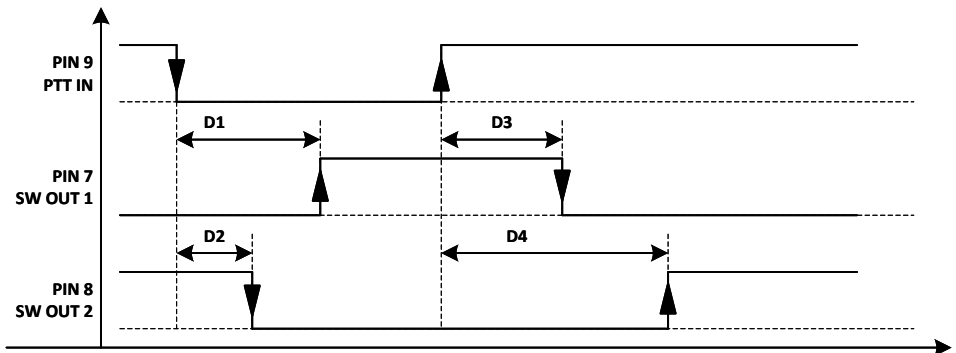 PIN 9
PTT IN
D1
D3
PIN 7
SW OUT 1
D2
D4
PIN 8
SW OUT 2